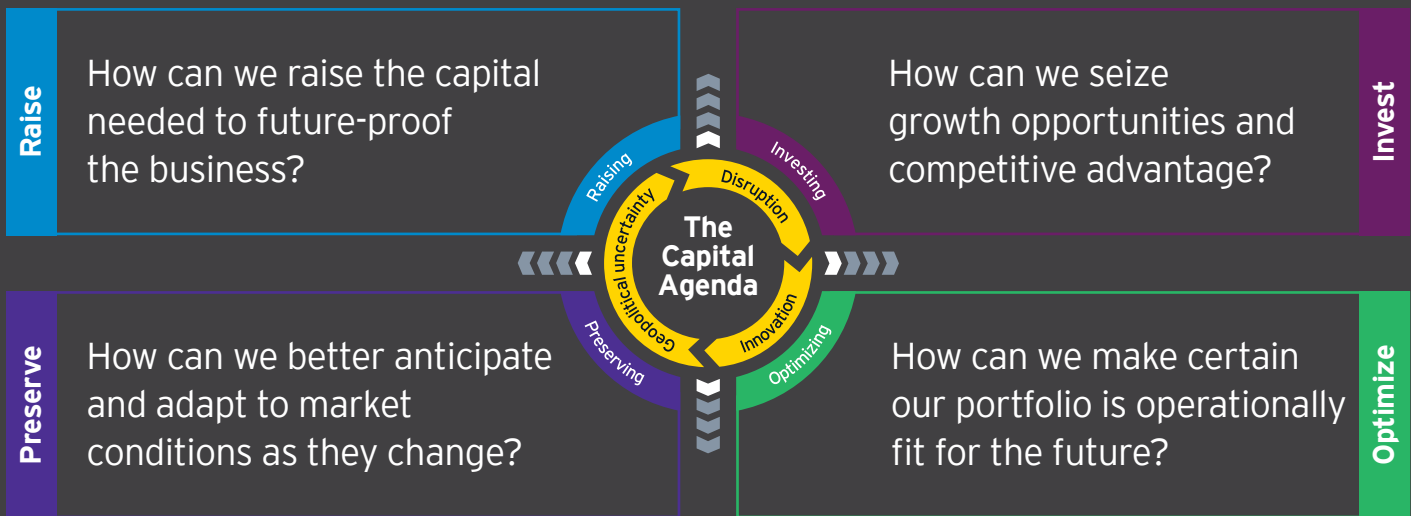 Raise
How can we raise the capital
needed to future-proof
the business?
How can we seize
growth opportunities and
competitive advantage?
Invest
Raising
Investing
Disruption
Geopolitical uncertainty
The
Capital
Agenda
Innovation
Preserving
Optimizing
Preserve
How can we better anticipate
and adapt to market
conditions as they change?
How can we make certain
our portfolio is operationally
fit for the future?
Optimize